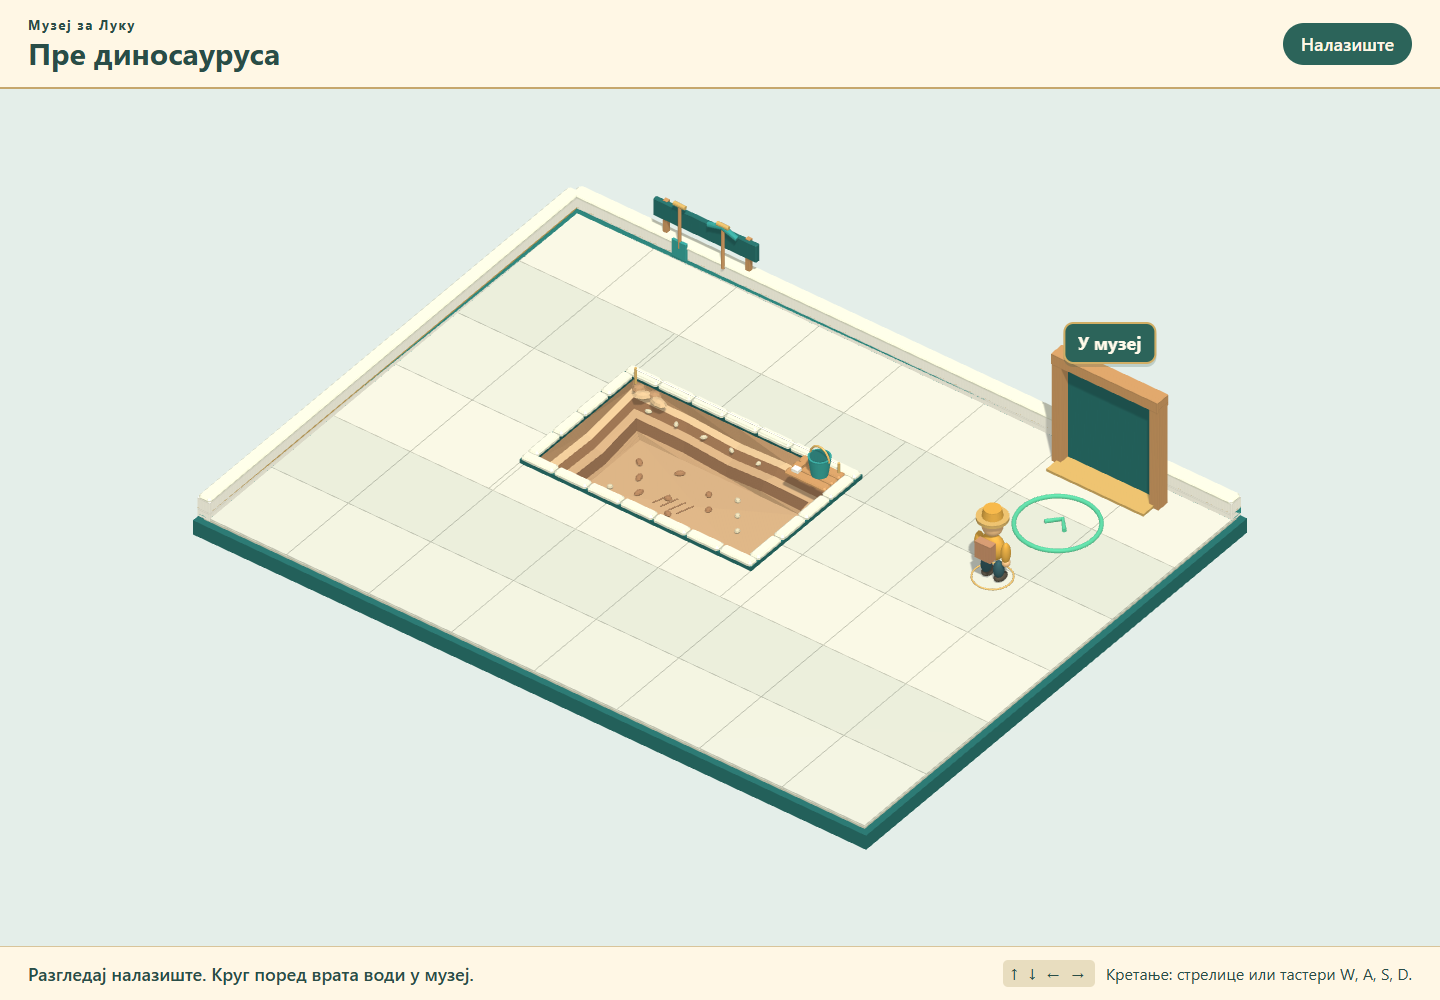 Музеј за Луку
Пре диносауруса
Налазиште
У музеј
Разгледај налазиште. Круг поред врата води у музеј.
↑ ↓ ← → Кретање: стрелице или тастери W, A, S, D.